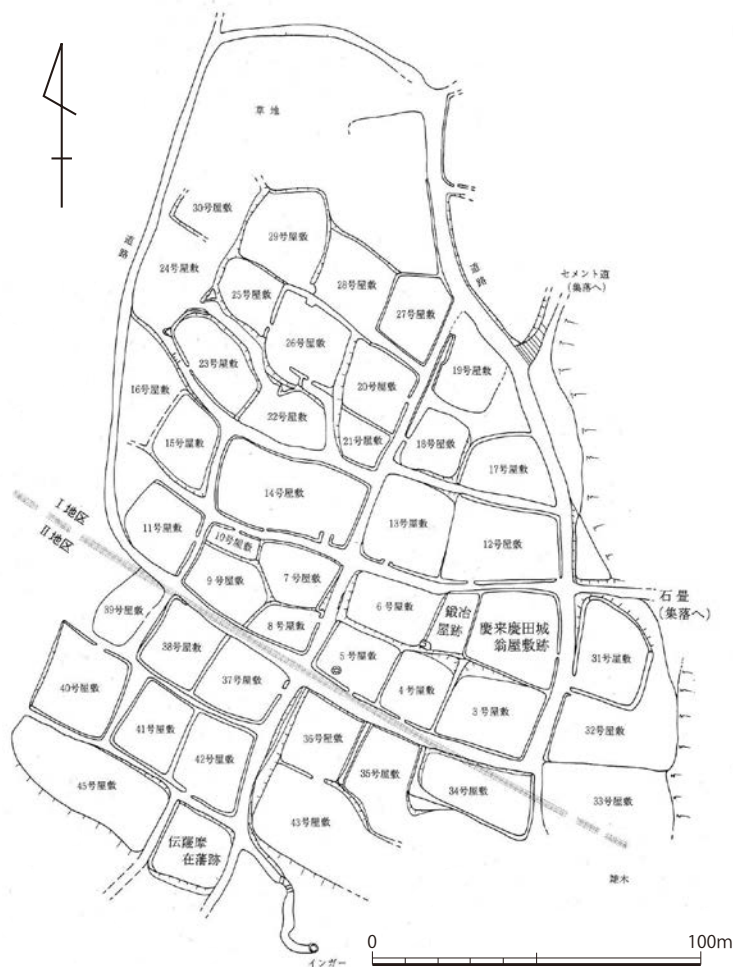 草地
30号屋敷
29号屋敷
道路
道路
24号屋敷
25号屋敷
28号屋敷
27号屋敷
セメント道
(集落へ)
26号屋敷
23号屋敷
20号屋敷
19号屋敷
16号屋敷
22号屋敷
21号屋敷
18号屋敷
15号屋敷
17号屋敷
14号屋敷
13号屋敷
12号屋敷
Ⅰ地区
Ⅱ地区
11号屋敷
10号屋敷
9号屋敷
7号屋敷
8号屋敷
6号屋敷
鍛冶
屋跡
慶来慶田城
翁屋敷跡
石畳
(集落へ)
39号屋敷
38号屋敷
37号屋敷
5号屋敷
4号屋敷
3号屋敷
31号屋敷
32号屋敷
40号屋敷
41号屋敷
42号屋敷
36号屋敷
35号屋敷
34号屋敷
33号屋敷
45号屋敷
43号屋敷
伝薩摩
在藩跡
雑木
インガー
0
100m